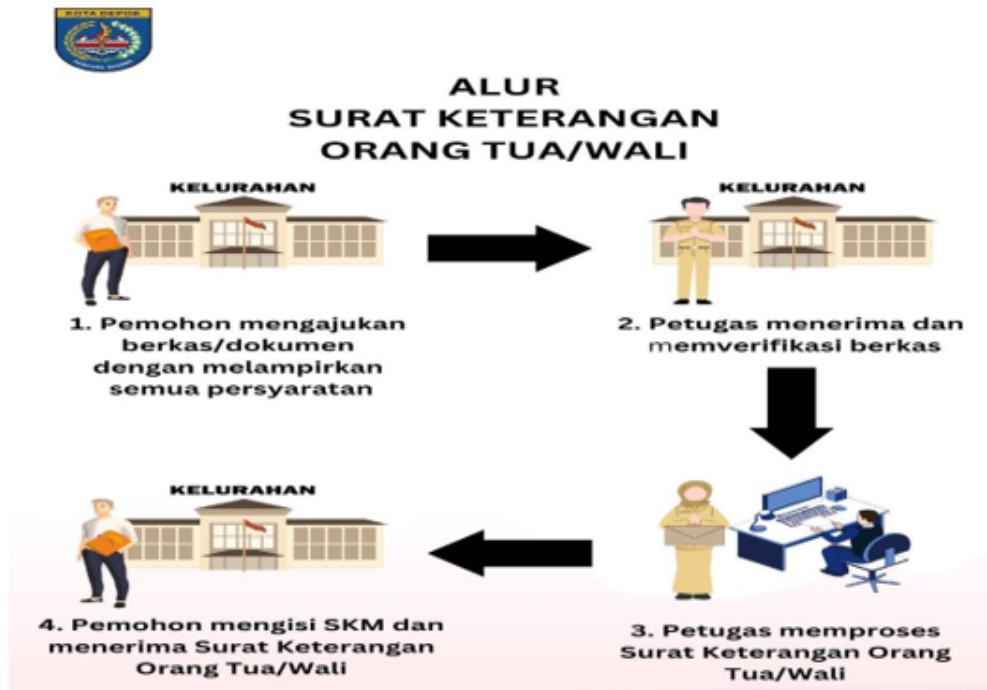 KOTA DEPOK
ALUR
SURAT KETERANGAN
ORANG TUA/WALI
KELURAHAN
1. Pemohon mengajukan
berkas/dokumen
dengan melampirkan
semua persyaratan
KELURAHAN
2. Petugas menerima dan
memverifikasi berkas
3. Petugas memproses
Surat Keterangan Orang
Tua/Wali
KELURAHAN
4. Pemohon mengisi SKM dan
menerima Surat Keterangan
Orang Tua/Wali